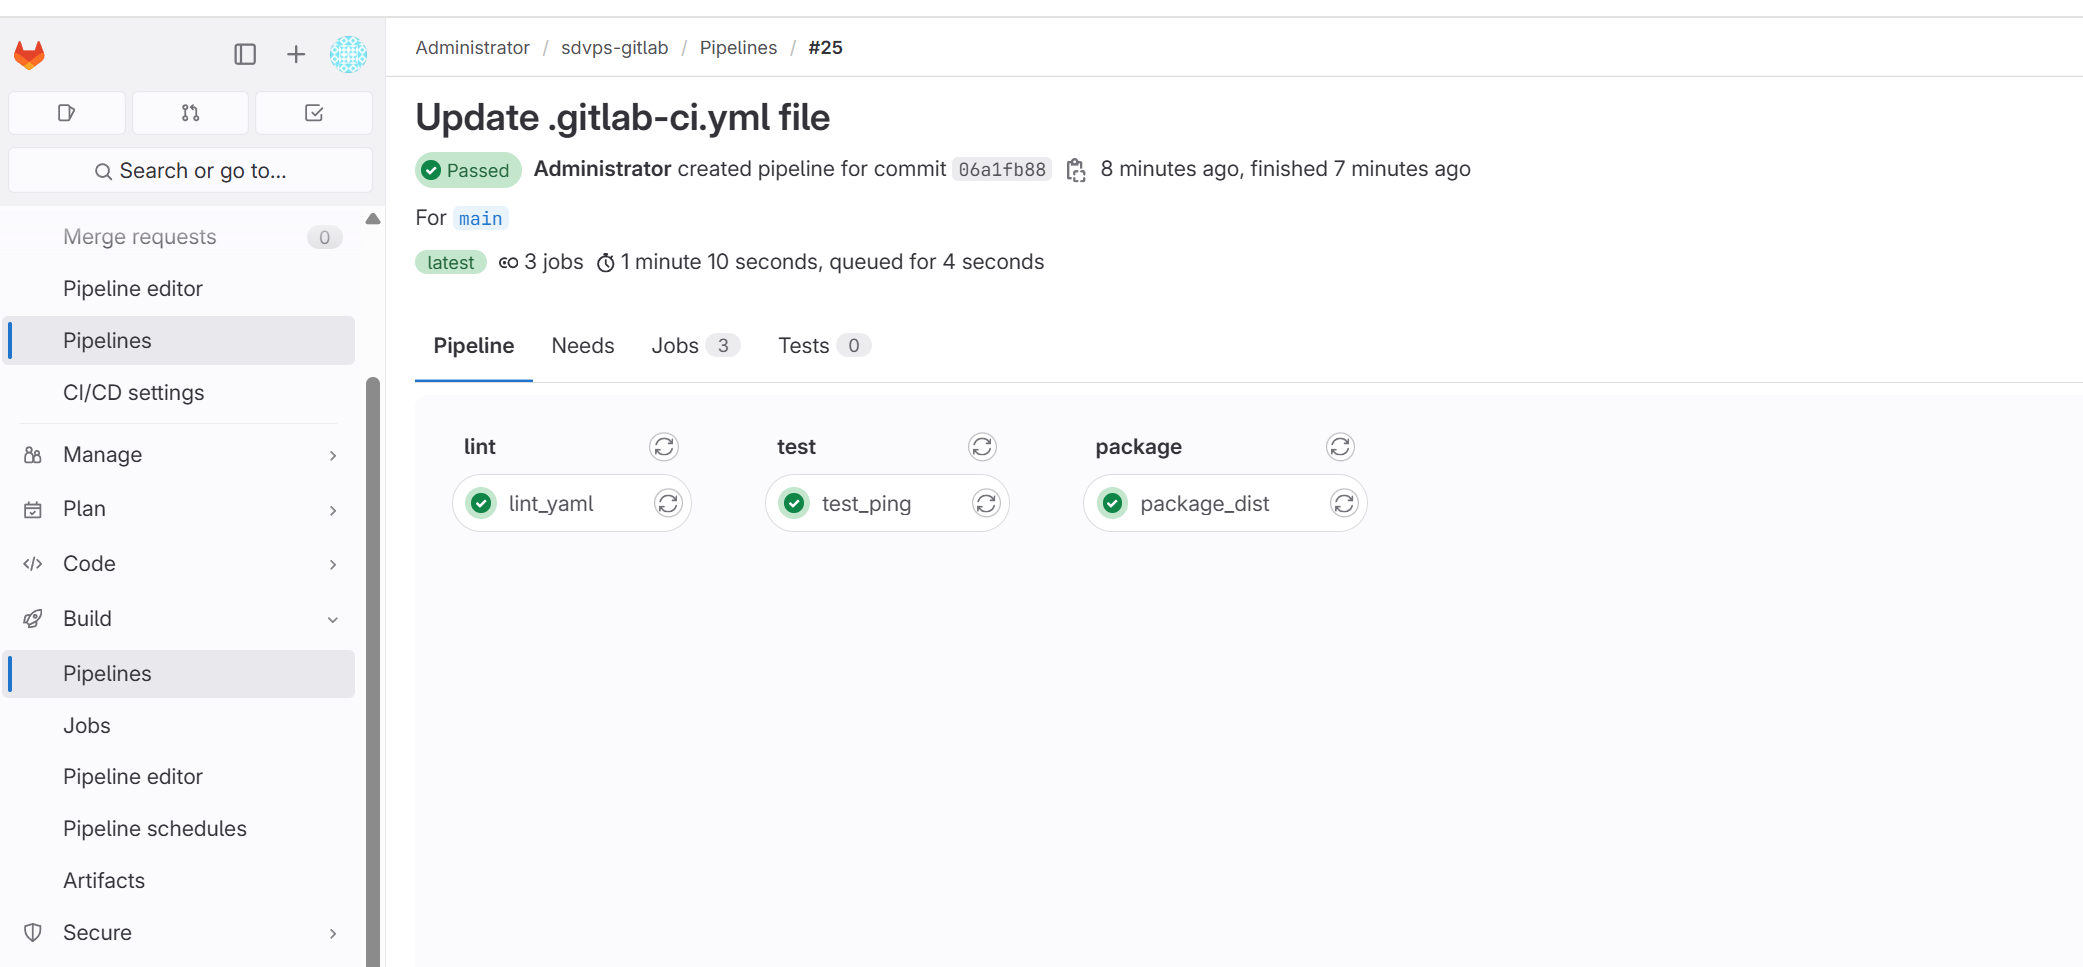 Administrator / sdvps-gitlab / Pipelines / #25
Search or go to...
Merge requests 0
Pipeline editor
Pipelines
CI/CD settings
Manage
Plan
Code
Build
Pipelines
Jobs
Pipeline editor
Pipeline schedules
Artifacts
Secure
Update .gitlab-ci.yml file
Passed Administrator created pipeline for commit 06a1fb88 8 minutes ago, finished 7 minutes ago
For main
latest 3 jobs 1 minute 10 seconds, queued for 4 seconds
Pipeline Needs Jobs 3 Tests 0
lint test package
lint_yaml test_ping package_dist